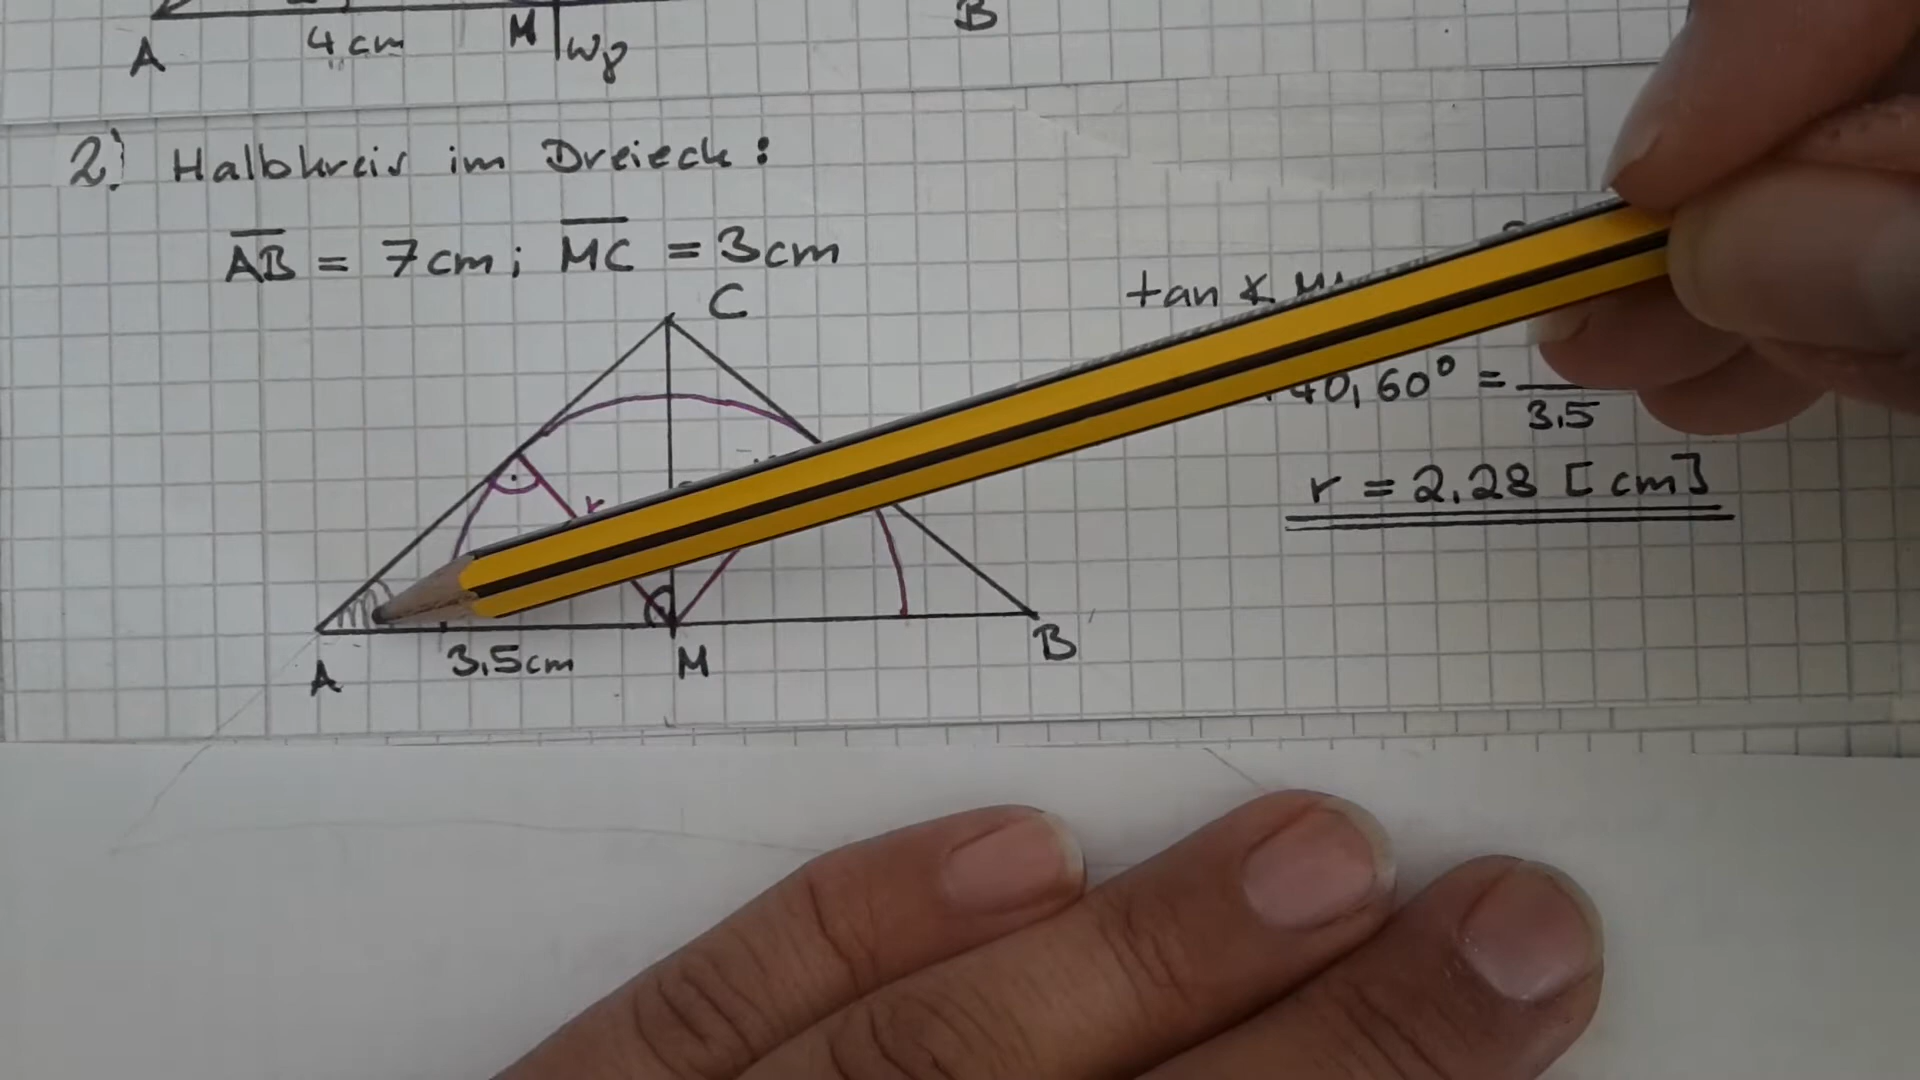 A 4 cm M B
2) Halbkreis im Dreieck:
AB = 7cm; MC = 3cm
C
tan ∢
40,60° =
3,5
r = 2,28 [cm]
r
3,5cm M B
A